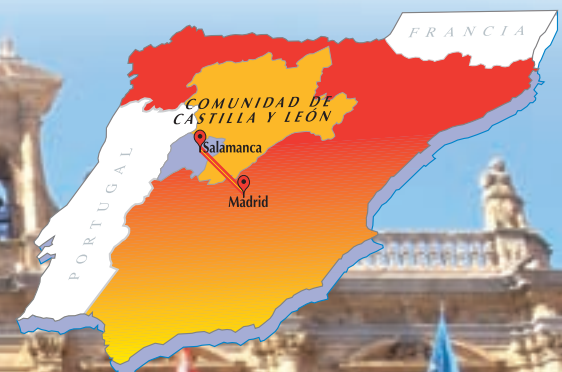 FRANCIA
COMUNIDAD DE
CASTILLA Y LEÓN
Salamanca
PORTUGAL
Madrid